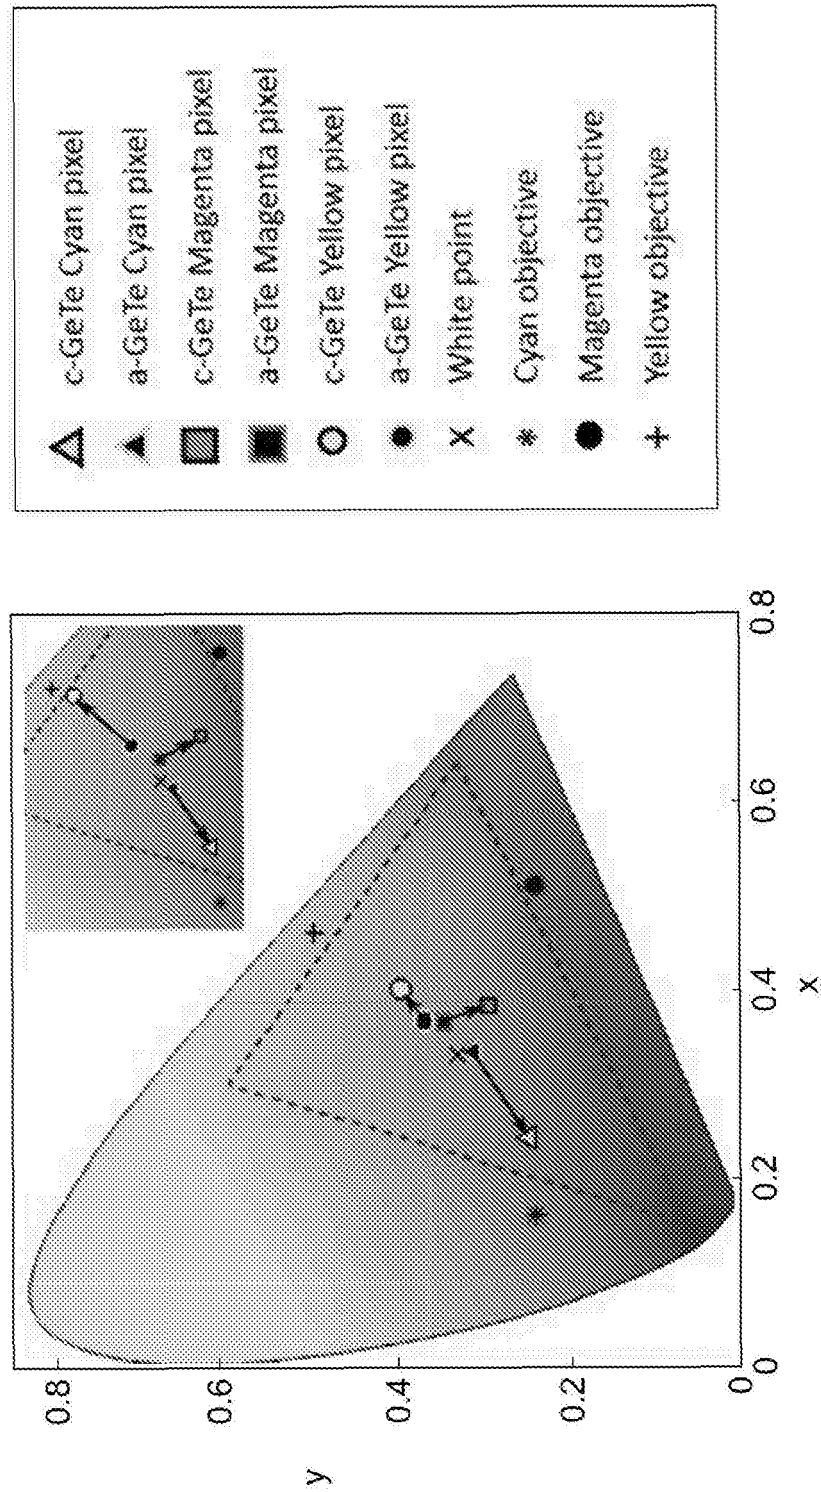 y
0.8
0.6
0.4
0.2
0
0
0.2
0.4
0.6
0.8
x
c-GeTe Cyan pixel
a-GeTe Cyan pixel
c-GeTe Magenta pixel
a-GeTe Magenta pixel
c-GeTe Yellow pixel
a-GeTe Yellow pixel
White point
Cyan objective
Magenta objective
Yellow objective